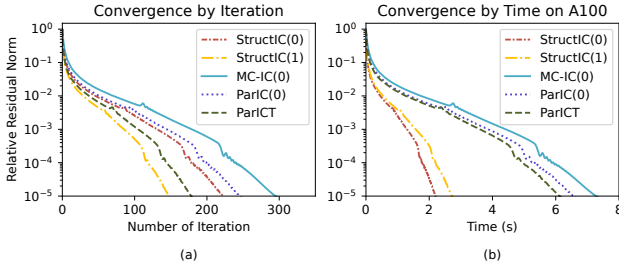 Convergence by Iteration
Relative Residual Norm
10⁰
10⁻¹
10⁻²
10⁻³
10⁻⁴
10⁻⁵
StructIC(0)
StructIC(1)
MC-IC(0)
ParIC(0)
ParICT
0 100 200 300
Number of Iteration
(a)
Convergence by Time on A100
10⁰
10⁻¹
10⁻²
10⁻³
10⁻⁴
10⁻⁵
StructIC(0)
StructIC(1)
MC-IC(0)
ParIC(0)
ParICT
0 2 4 6 8
Time (s)
(b)